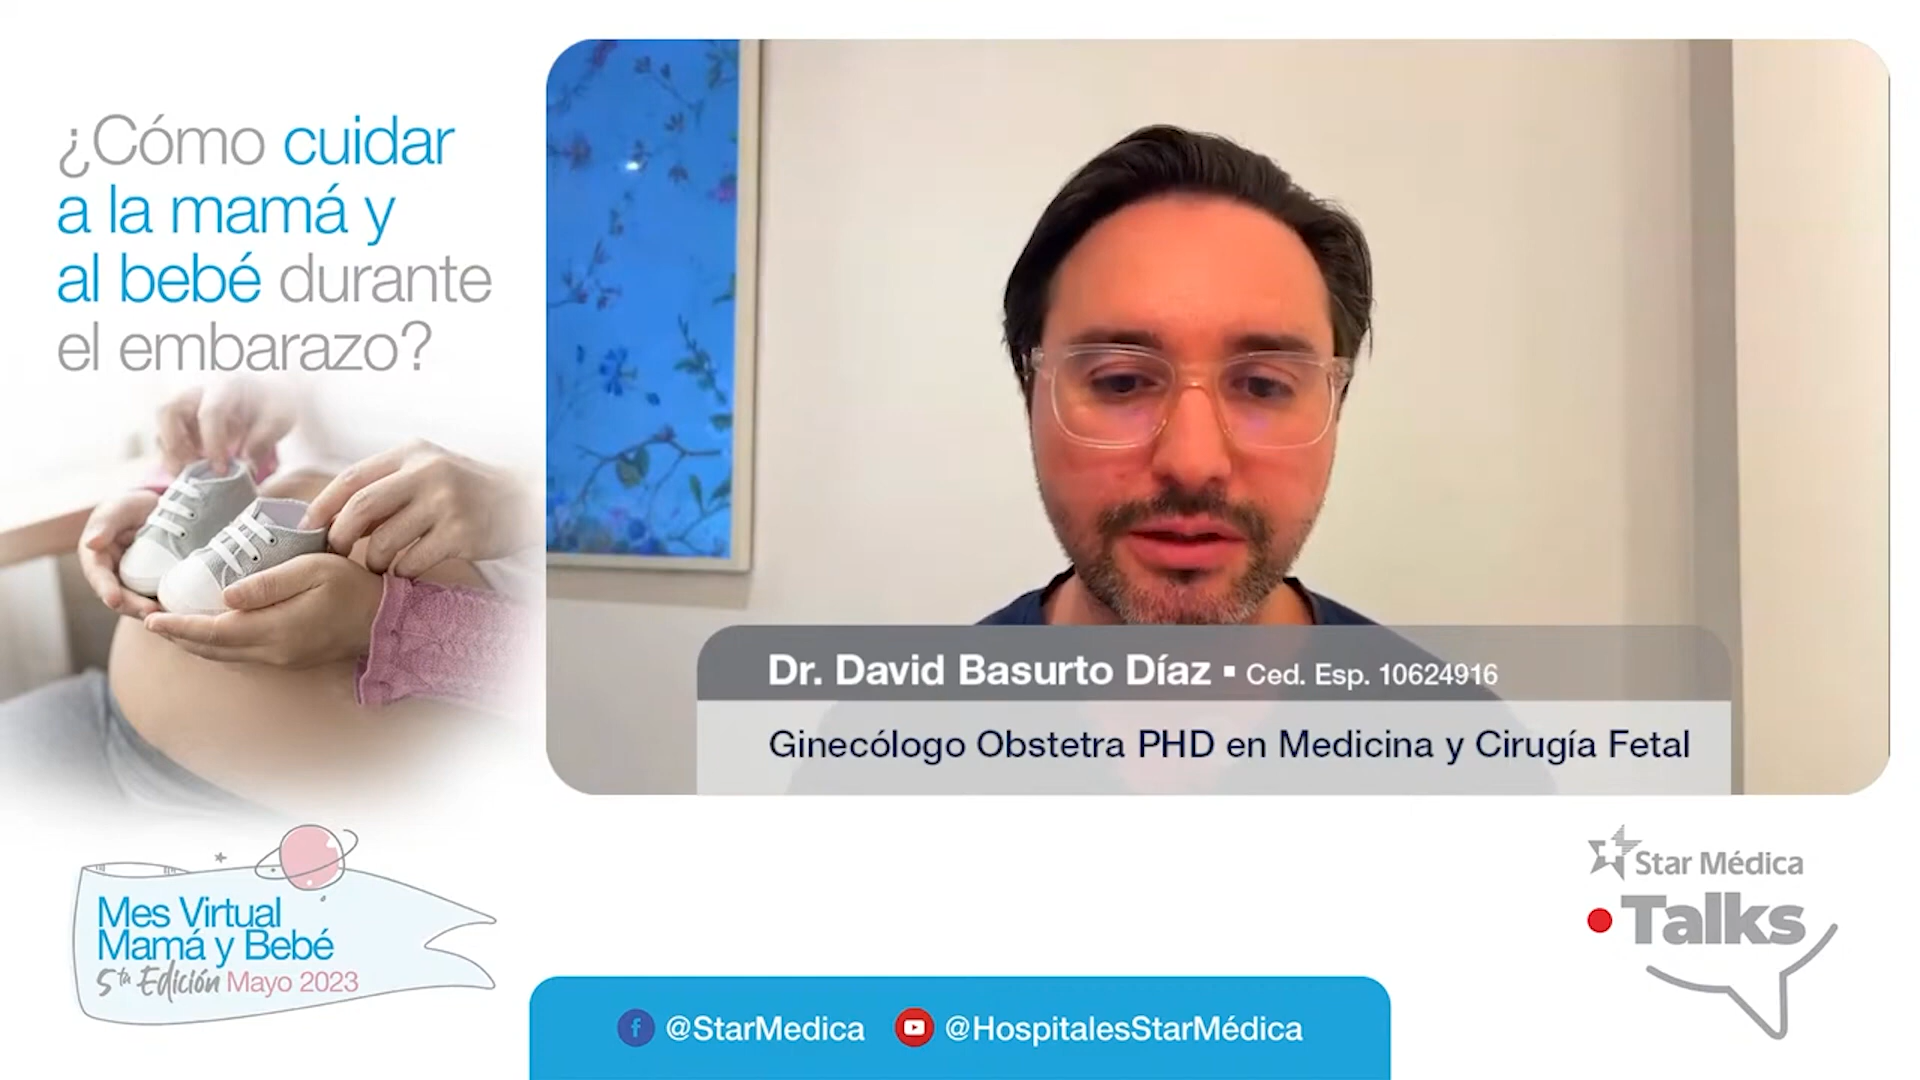 ¿Cómo cuidar
a la mamá y
al bebé durante
el embarazo?
Dr. David Basurto Díaz ▪ Ced. Esp. 10624916
Ginecólogo Obstetra PHD en Medicina y Cirugía Fetal
Mes Virtual
Mamá y Bebé
5ta Edición Mayo 2023
Star Médica
Talks
@StarMedica @HospitalesStarMédica